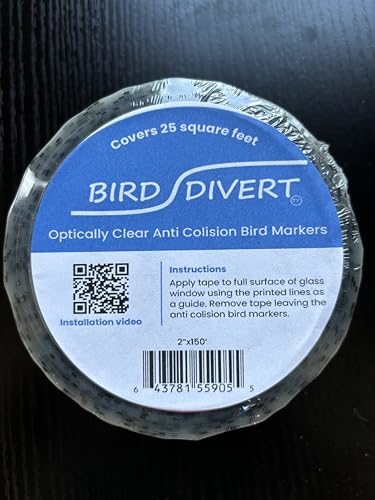 Covers 25 square feet
BIRD DIVERT
Optically Clear Anti Colision Bird Markers
Instructions
Apply tape to full surface of glass
window using the printed lines as
a guide. Remove tape leaving the
anti colision bird markers.
Installation video
2"x150'
6 43781 55905 5